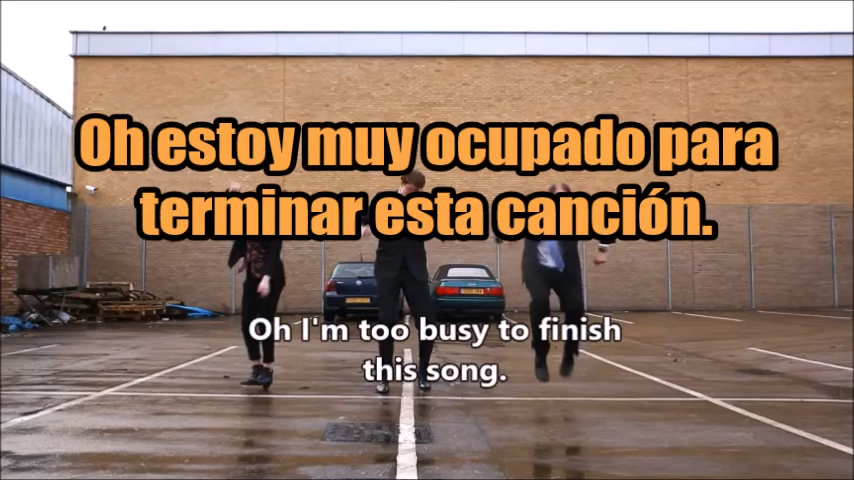 Oh estoy muy ocupado para
terminar esta canción.
Oh I'm too busy to finish
this song.